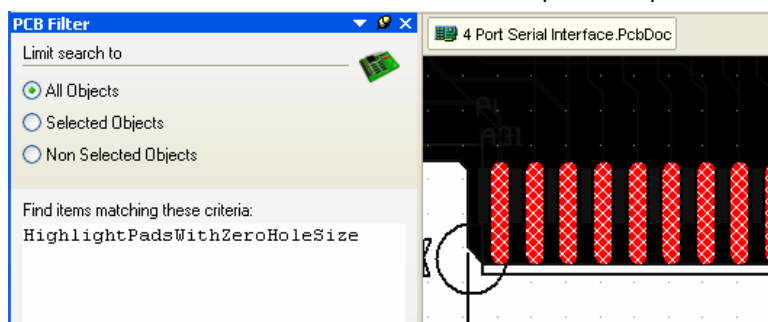 PCB Filter
Limit search to
All Objects
Selected Objects
Non Selected Objects
Find items matching these criteria:
HighlightPadsWithZeroHoleSize
4 Port Serial Interface.PcbDoc
P1
A31